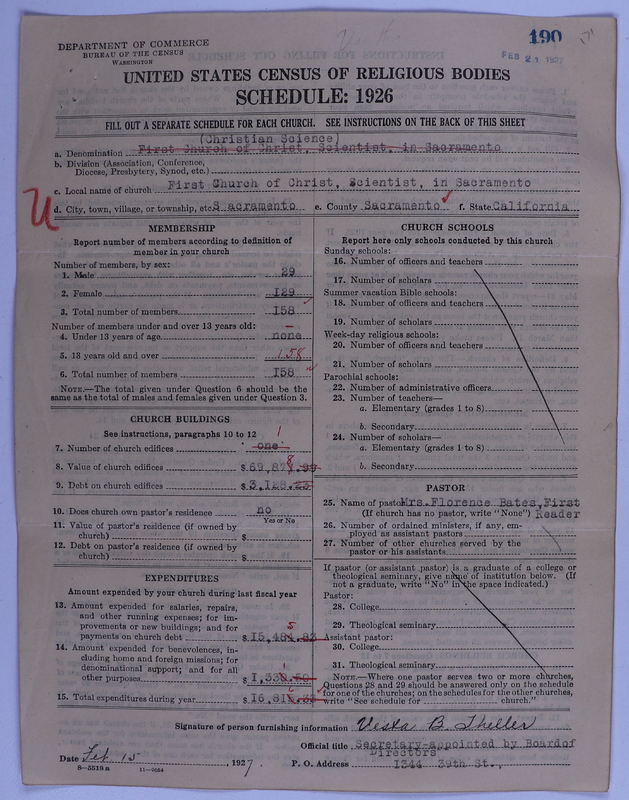 190
FEB 21 1927
DEPARTMENT OF COMMERCE
BUREAU OF THE CENSUS
WASHINGTON
UNITED STATES CENSUS OF RELIGIOUS BODIES
SCHEDULE: 1926
FILL OUT A SEPARATE SCHEDULE FOR EACH CHURCH. SEE INSTRUCTIONS ON THE BACK OF THIS SHEET
(Christian Science)
a. Denomination First Church of Christ, Scientist, in Sacramento
b. Division (Association, Conference,
Diocese, Presbytery, Synod, etc.)
c. Local name of church First Church of Christ, Scientist, in Sacramento
d. City, town, village, or township, etc. Sacramento e. County Sacramento f. State California
MEMBERSHIP
Report number of members according to definition of
member in your church
Number of members, by sex:
1. Male 29
2. Female 129
3. Total number of members 158
Number of members under and over 13 years old:
4. Under 13 years of age none
5. 13 years old and over 158
6. Total number of members 158
NOTE.—The total given under Question 6 should be the
same as the total of males and females given under Question 3.
CHURCH BUILDINGS
See instructions, paragraphs 10 to 12
7. Number of church edifices one 1
8. Value of church edifices $69,87
9. Debt on church edifices $3,128.23
10. Does church own pastor's residence no
Yes or No
11. Value of pastor's residence (if owned by
church) $
12. Debt on pastor's residence (if owned by
church) $
EXPENDITURES
Amount expended by your church during last fiscal year
13. Amount expended for salaries, repairs,
and other running expenses; for im-
provements or new buildings; and for
payments on church debt $15,484.83
14. Amount expended for benevolences, in-
cluding home and foreign missions; for
denominational support; and for all
other purposes $1,33
15. Total expenditures during year $16,81
CHURCH SCHOOLS
Report here only schools conducted by this church
Sunday schools:
16. Number of officers and teachers
17. Number of scholars
Summer vacation Bible schools:
18. Number of officers and teachers
19. Number of scholars
Week-day religious schools:
20. Number of officers and teachers
21. Number of scholars
Parochial schools:
22. Number of administrative officers
23. Number of teachers—
a. Elementary (grades 1 to 8)
b. Secondary
24. Number of scholars—
a. Elementary (grades 1 to 8)
b. Secondary
PASTOR
25. Name of pastor Mrs. Florence Bates, First
(If church has no pastor, write "None") Reader
26. Number of ordained ministers, if any, em-
ployed as assistant pastors
27. Number of other churches served by the
pastor or his assistants
If pastor (or assistant pastor) is a graduate of a college or
theological seminary, give name of institution below. (If
not a graduate, write "No" in the space indicated.)
Pastor:
28. College
29. Theological seminary
Assistant pastor:
30. College
31. Theological seminary
NOTE.—Where one pastor serves two or more churches,
Questions 28 and 29 should be answered only on the schedule
for one of the churches; on the schedules for the other churches,
write "See schedule for church."
Signature of person furnishing information Vesta B. Theller
Official title Secretary-appointed by Board of
Directors
Date Feb 15, 1927
P. O. Address 1344 39th St.,
8—5518 a 11—9554